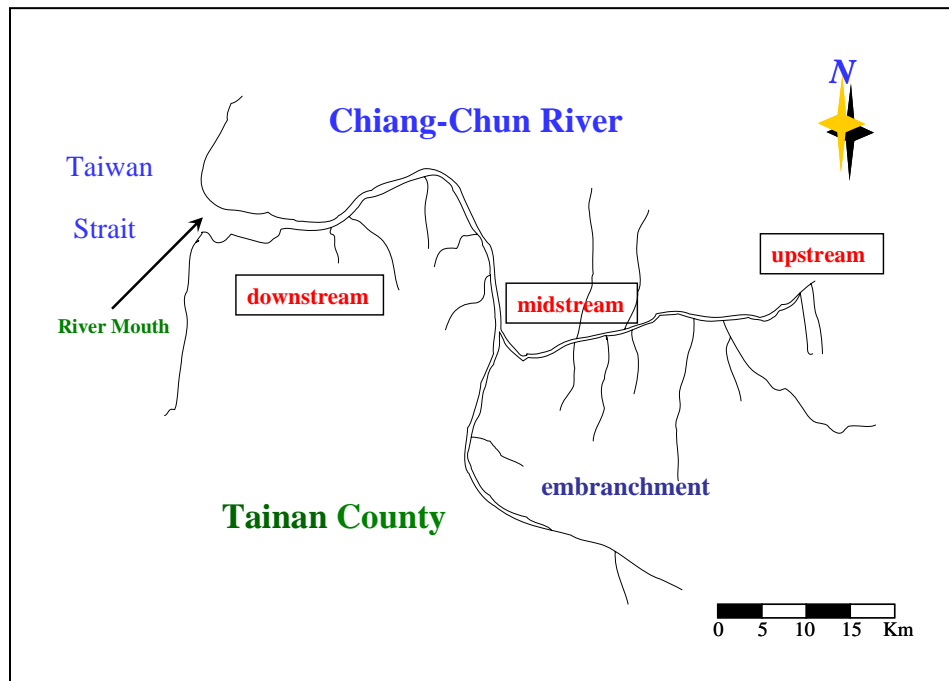 N
Chiang-Chun River
Taiwan
Strait
upstream
downstream
midstream
River Mouth
embranchment
Tainan County
0 5 10 15 Km